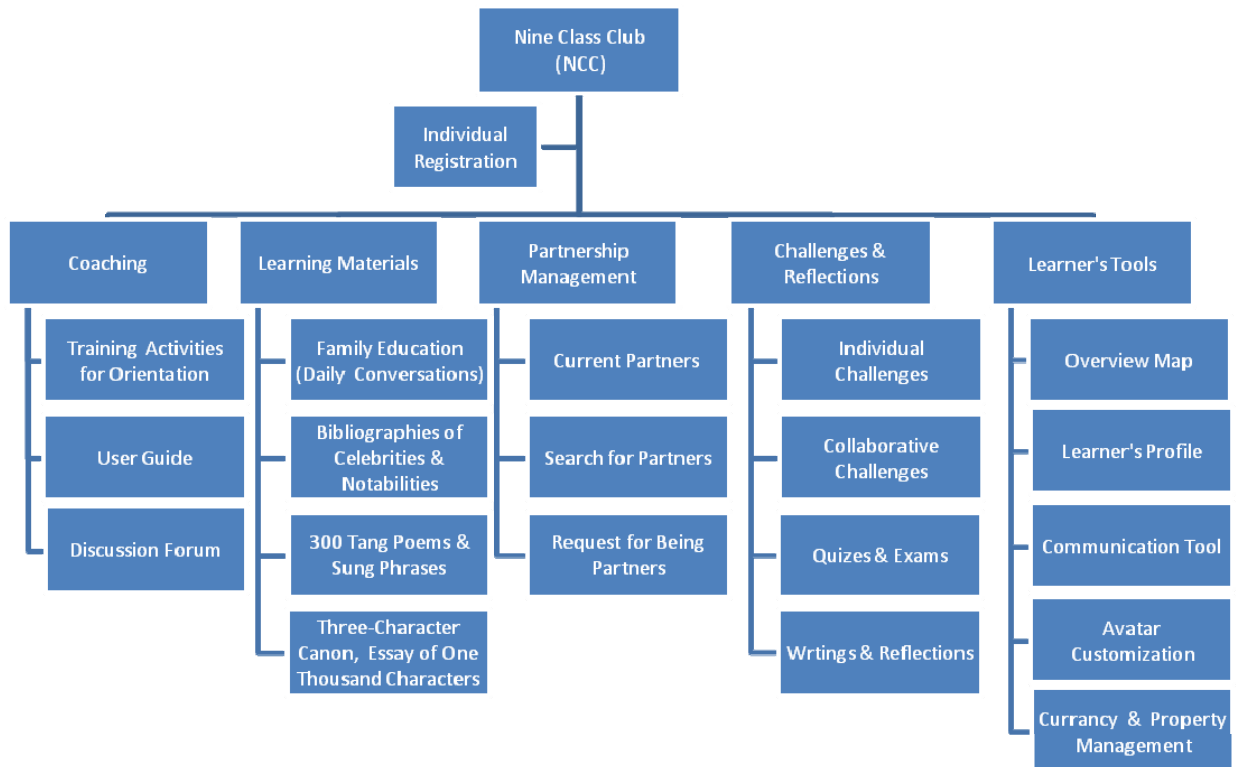 Nine Class Club
(NCC)
Individual
Registration
Coaching
Training Activities
for Orientation
User Guide
Discussion Forum
Learning Materials
Family Education
(Daily Conversations)
Bibliographies of
Celebrities &
Notabilities
300 Tang Poems &
Sung Phrases
Three-Character
Canon, Essay of One
Thousand Characters
Partnership
Management
Current Partners
Search for Partners
Request for Being
Partners
Challenges &
Reflections
Individual
Challenges
Collaborative
Challenges
Quizes & Exams
Wrtings & Reflections
Learner's Tools
Overview Map
Learner's Profile
Communication Tool
Avatar
Customization
Currancy & Property
Management